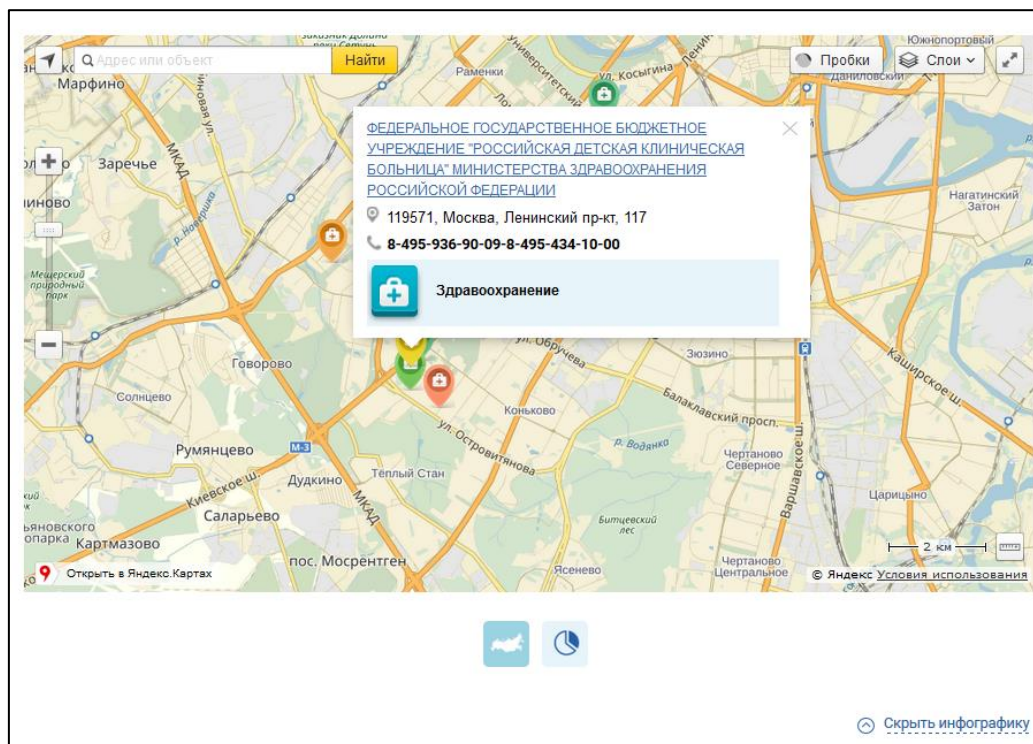 Адрес или объект
Найти
Пробки
Слои
Южнопортовый
Даниловский
Раменки
Университетский
ул. Косыгина
Марфино
Заречье
МКАД
Мещерский
природный
парк
Нагатинский
Затон
ФЕДЕРАЛЬНОЕ ГОСУДАРСТВЕННОЕ БЮДЖЕТНОЕ
УЧРЕЖДЕНИЕ "РОССИЙСКАЯ ДЕТСКАЯ КЛИНИЧЕСКАЯ
БОЛЬНИЦА" МИНИСТЕРСТВА ЗДРАВООХРАНЕНИЯ
РОССИЙСКОЙ ФЕДЕРАЦИИ
119571, Москва, Ленинский пр-кт, 117
8-495-936-90-09-8-495-434-10-00
Здравоохранение
Говорово
ул. Обручева
Зюзино
Каширское ш.
Солнцево
Коньково
Балаклавский просп.
Румянцево
М-3
ул. Островитянова
р. Водянка
Чертаново
Северное
Варшавское ш.
Киевское ш.
Дудкино
Тёплый Стан
МКАД
Царицыно
Саларьево
Битцевский
лес
Картмазово
пос. Мосрентген
2 км
Открыть в Яндекс.Картах
Ясенево
Чертаново
Центральное
© Яндекс Условия использования
Скрыть инфографику